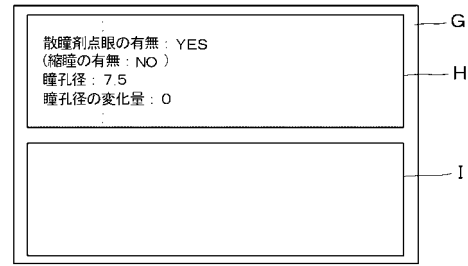 散瞳剤点眼の有無：YES
(縮瞳の有無：NO )
瞳孔径：7.5
瞳孔径の変化量：0
G
H
I